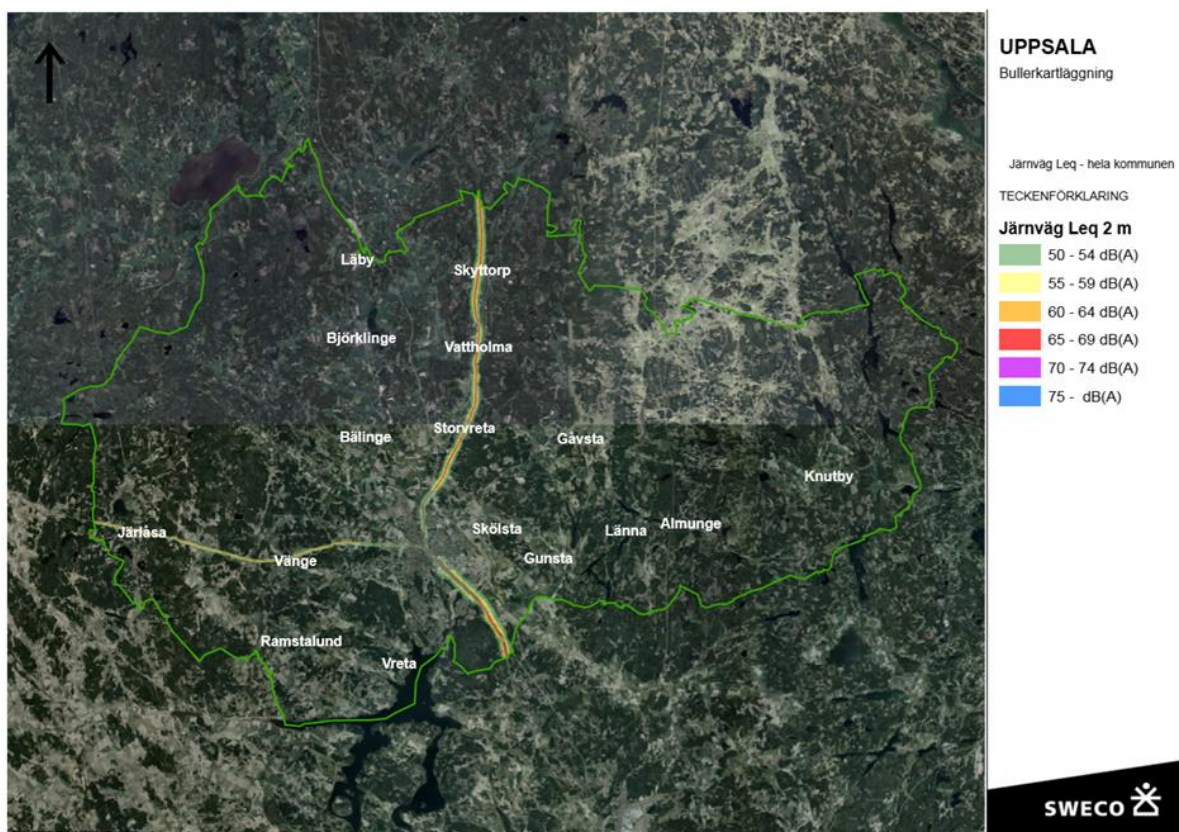 UPPSALA
Bullerkartläggning
Järnväg Leq - hela kommunen
TECKENFÖRKLARING
Järnväg Leq 2 m
50 - 54 dB(A)
55 - 59 dB(A)
60 - 64 dB(A)
65 - 69 dB(A)
70 - 74 dB(A)
75 - dB(A)
Läby
Skyttorp
Björklinge
Vattholma
Storvreta
Bälinge
Gåvsta
Knutby
Järlåsa
Skölsta
Länna
Almunge
Vänge
Gunsta
Ramstalund
Vreta
SWECO